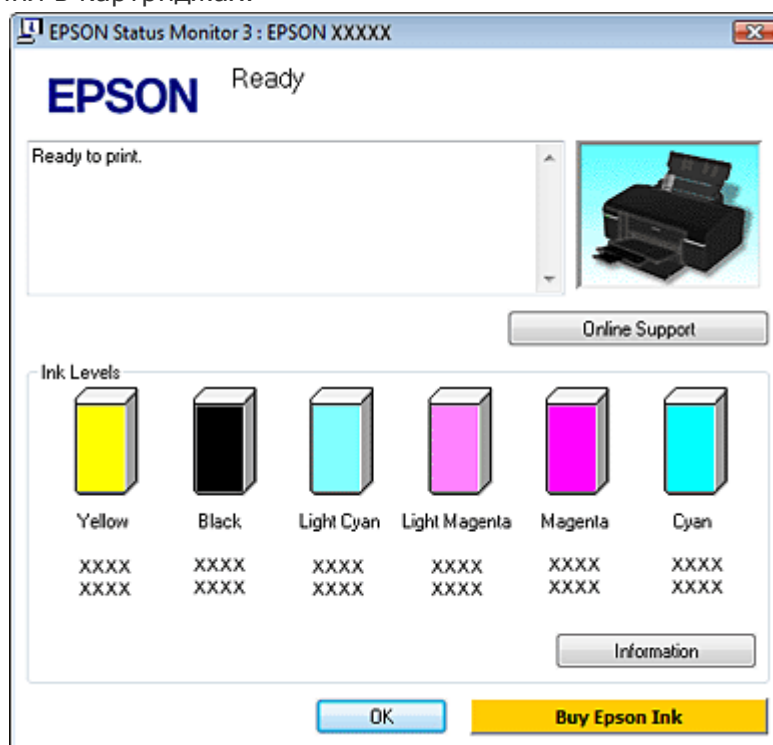 в картриджах.
EPSON Status Monitor 3 : EPSON XXXXX
EPSON
Ready
Ready to print.
Online Support
Ink Levels
Yellow Black Light Cyan Light Magenta Magenta Cyan
XXXX XXXX XXXX XXXX XXXX XXXX
XXXX XXXX XXXX XXXX XXXX XXXX
Information
OK Buy Epson Ink